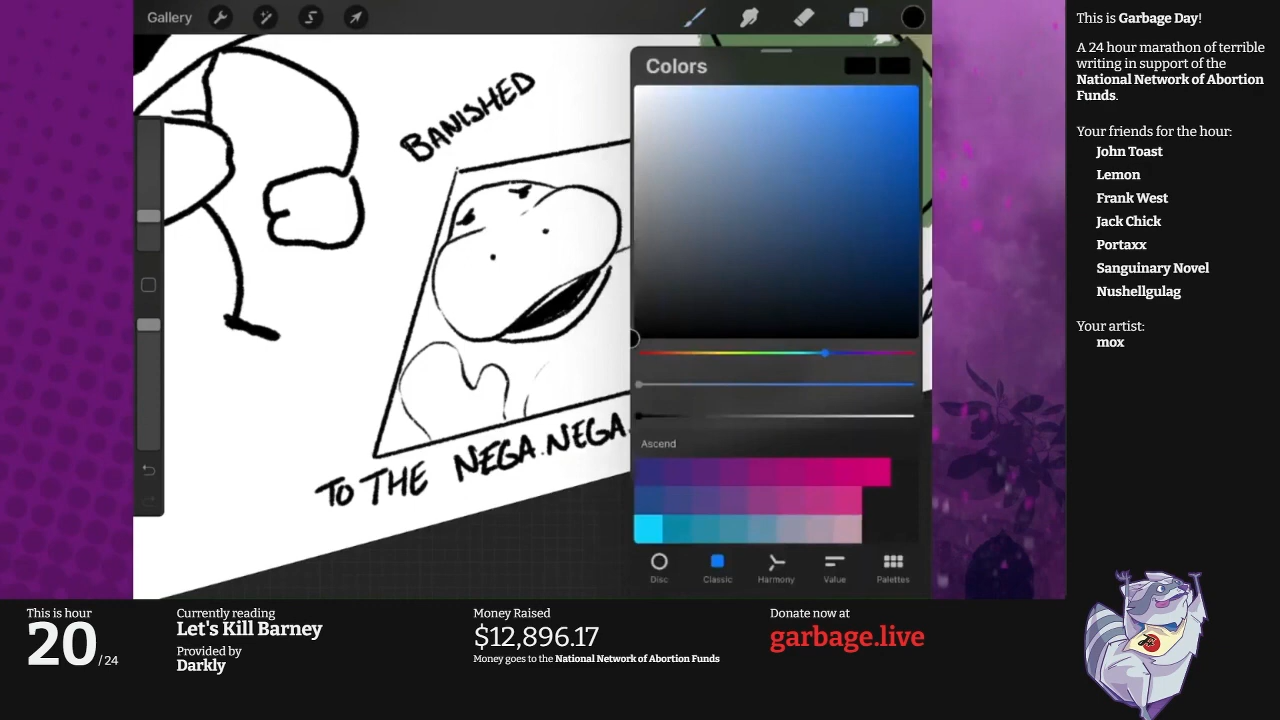 Gallery
BANISHED
TO THE NEGA.NEGA.
Colors
Ascend
Disc
Classic
Harmony
Value
Palettes
This is Garbage Day!
A 24 hour marathon of terrible
writing in support of the
National Network of Abortion
Funds.
Your friends for the hour:
John Toast
Lemon
Frank West
Jack Chick
Portaxx
Sanguinary Novel
Nushellgulag
Your artist:
mox
This is hour
20/24
Currently reading
Let's Kill Barney
Provided by
Darkly
Money Raised
$12,896.17
Money goes to the National Network of Abortion Funds
Donate now at
garbage.live